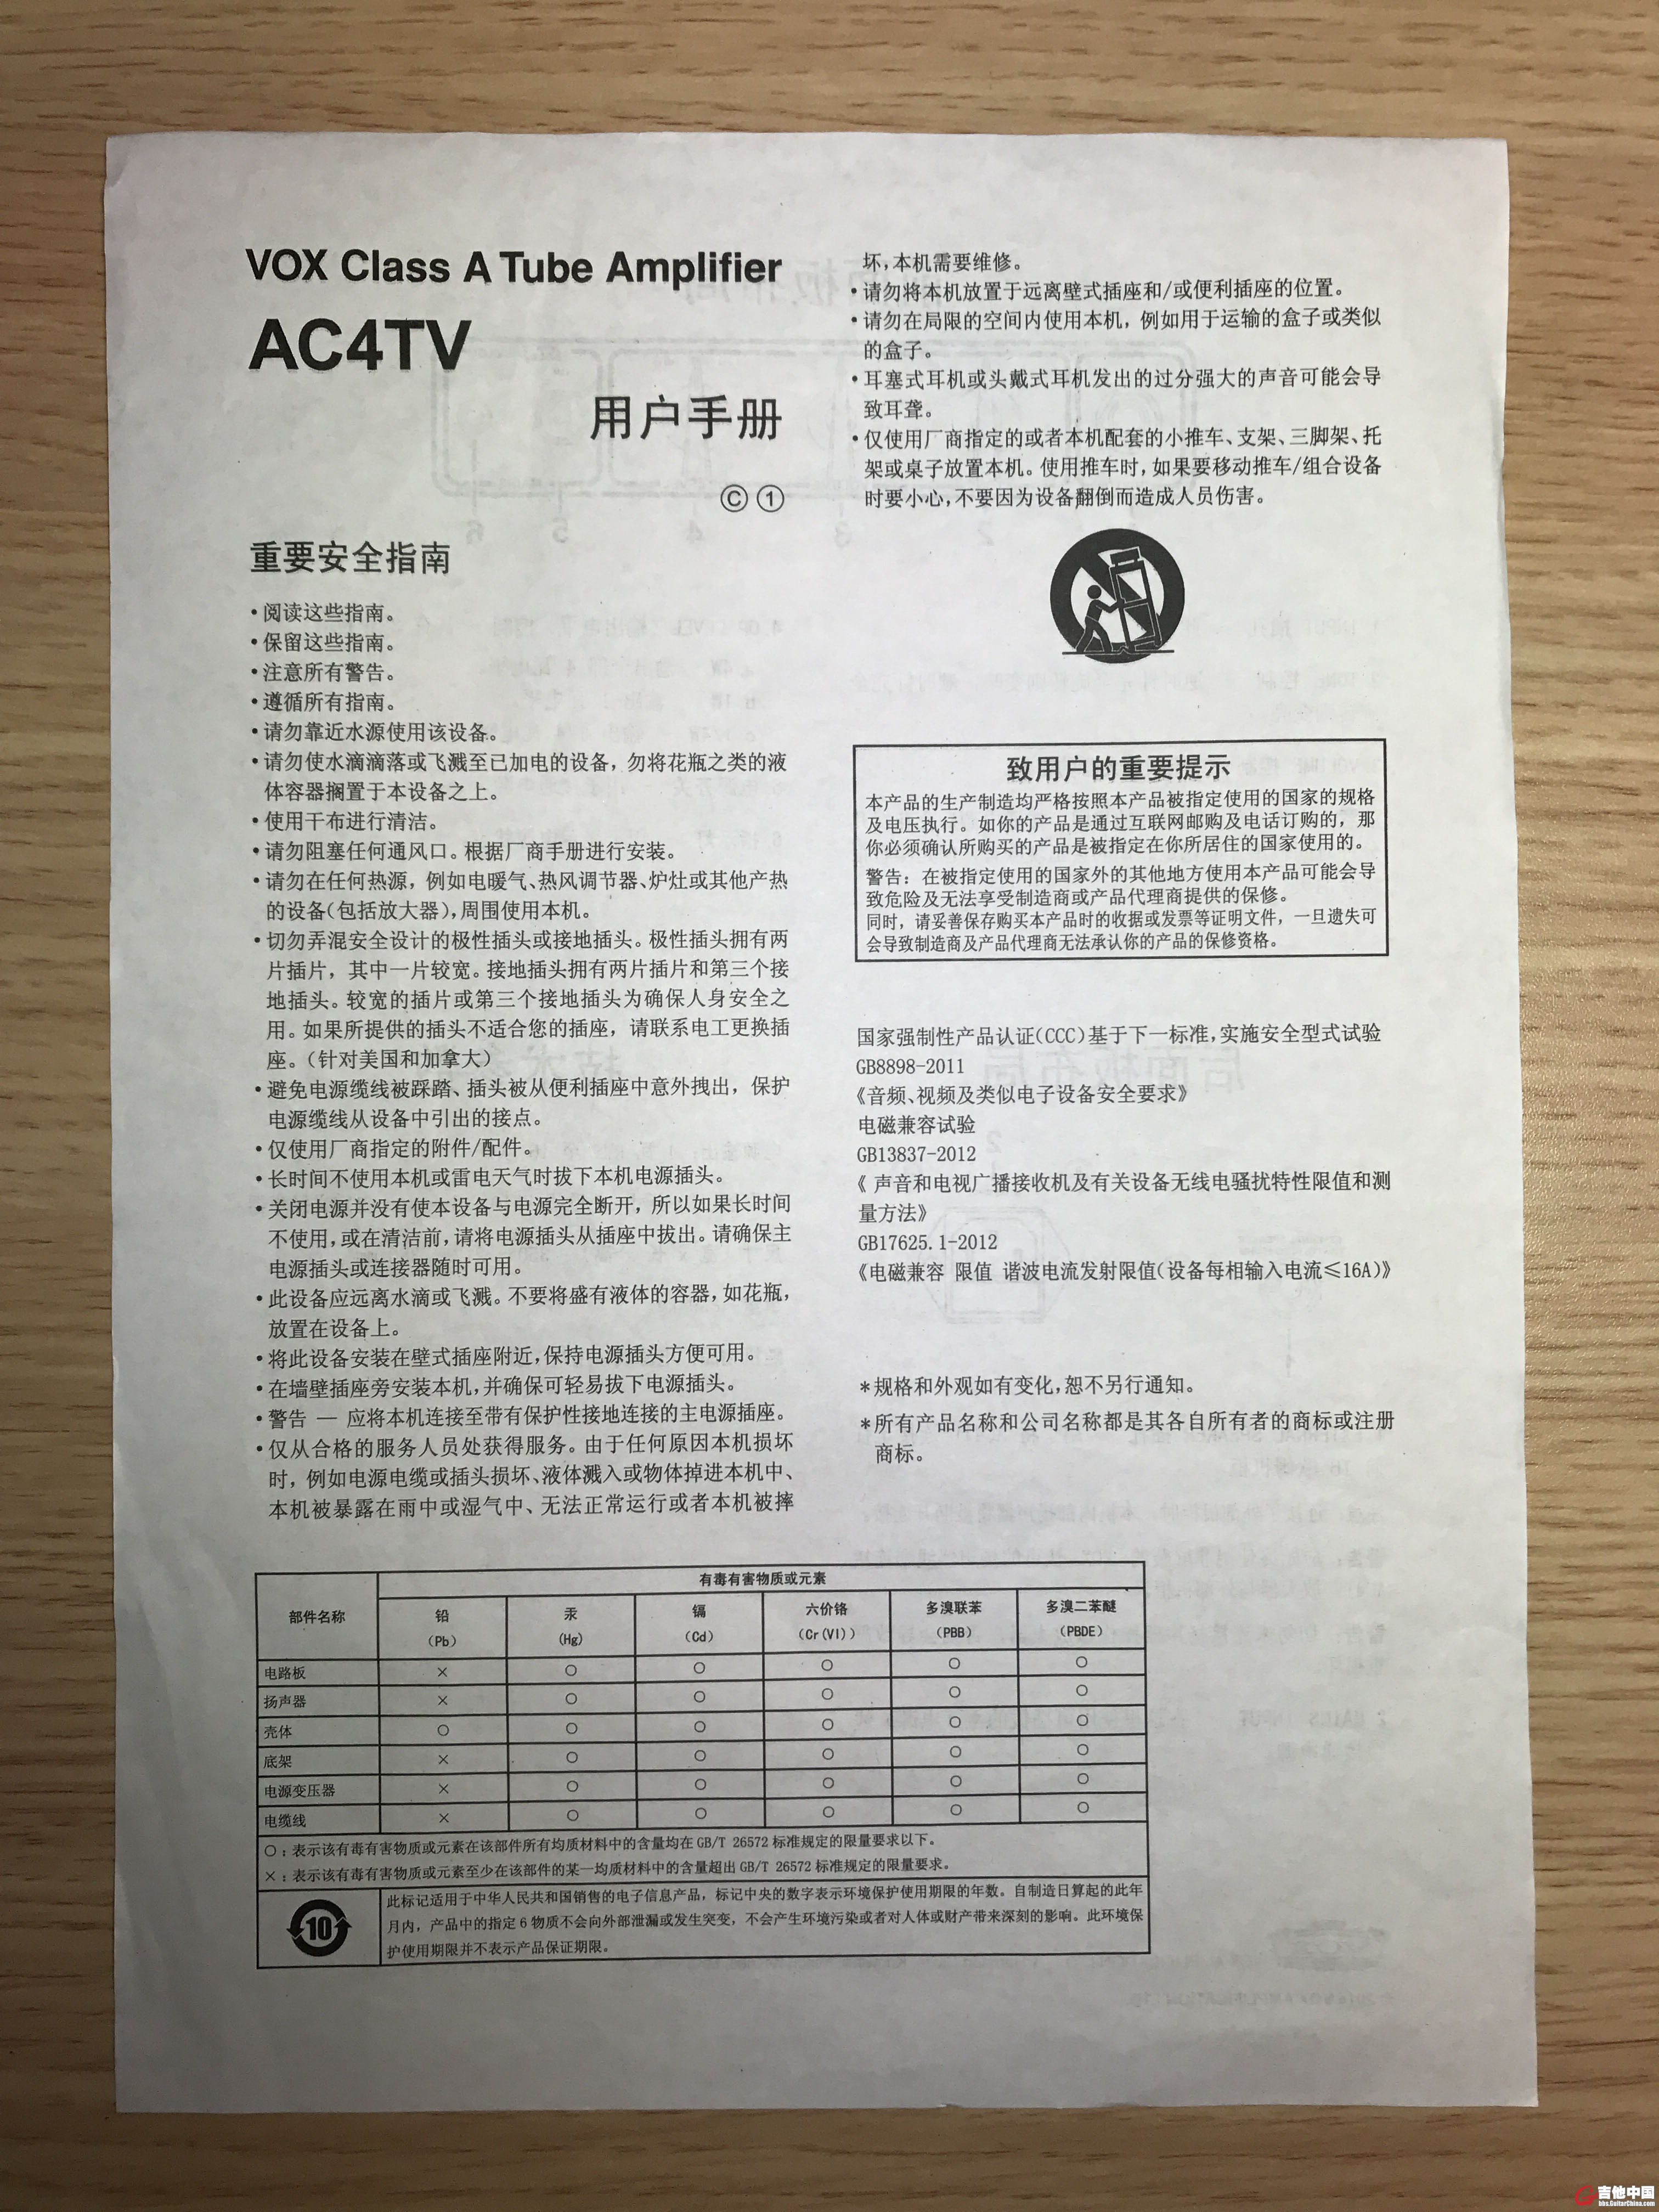 VOX Class A Tube Amplifier
AC4TV
用户手册
Ⓒ ①
重要安全指南
•阅读这些指南。
•保留这些指南。
•注意所有警告。
•遵循所有指南。
•请勿靠近水源使用该设备。
•请勿使水滴滴落或飞溅至已加电的设备，勿将花瓶之类的液
体容器搁置于本设备之上。
•使用干布进行清洁。
•请勿阻塞任何通风口。根据厂商手册进行安装。
•请勿在任何热源，例如电暖气、热风调节器、炉灶或其他产热
的设备(包括放大器)，周围使用本机。
•切勿弄混安全设计的极性插头或接地插头。极性插头拥有两
片插片，其中一片较宽。接地插头拥有两片插片和第三个接
地插头。较宽的插片或第三个接地插头为确保人身安全之
用。如果所提供的插头不适合您的插座，请联系电工更换插
座。(针对美国和加拿大)
•避免电源缆线被踩踏、插头被从便利插座中意外拽出，保护
电源缆线从设备中引出的接点。
•仅使用厂商指定的附件/配件。
•长时间不使用本机或雷电天气时拔下本机电源插头。
•关闭电源并没有使本设备与电源完全断开，所以如果长时间
不使用，或在清洁前，请将电源插头从插座中拔出。请确保主
电源插头或连接器随时可用。
•此设备应远离水滴或飞溅。不要将盛有液体的容器，如花瓶，
放置在设备上。
•将此设备安装在壁式插座附近，保持电源插头方便可用。
•在墙壁插座旁安装本机，并确保可轻易拔下电源插头。
•警告 — 应将本机连接至带有保护性接地连接的主电源插座。
•仅从合格的服务人员处获得服务。由于任何原因本机损坏
时，例如电源电缆或插头损坏、液体溅入或物体掉进本机中、
本机被暴露在雨中或湿气中、无法正常运行或者本机被摔
坏，本机需要维修。
•请勿将本机放置于远离壁式插座和/或便利插座的位置。
•请勿在局限的空间内使用本机，例如用于运输的盒子或类似
的盒子。
•耳塞式耳机或头戴式耳机发出的过分强大的声音可能会导
致耳聋。
•仅使用厂商指定的或者本机配套的小推车、支架、三脚架、托
架或桌子放置本机。使用推车时，如果要移动推车/组合设备
时要小心，不要因为设备翻倒而造成人员伤害。
致用户的重要提示
本产品的生产制造均严格按照本产品被指定使用的国家的规格
及电压执行。如你的产品是通过互联网邮购及电话订购的，那
你必须确认所购买的产品是被指定在你所居住的国家使用的。
警告：在被指定使用的国家外的其他地方使用本产品可能会导
致危险及无法享受制造商或产品代理商提供的保修。
同时，请妥善保存购买本产品时的收据或发票等证明文件，一旦遗失可
会导致制造商及产品代理商无法承认你的产品的保修资格。
国家强制性产品认证(CCC)基于下一标准，实施安全型式试验
GB8898-2011
《音频、视频及类似电子设备安全要求》
电磁兼容试验
GB13837-2012
《 声音和电视广播接收机及有关设备无线电骚扰特性限值和测
量方法》
GB17625.1-2012
《电磁兼容 限值 谐波电流发射限值(设备每相输入电流≤16A)》
*规格和外观如有变化，恕不另行通知。
*所有产品名称和公司名称都是其各自所有者的商标或注册
商标。
部件名称 有毒有害物质或元素
铅 汞 镉 六价铬 多溴联苯 多溴二苯醚
(Pb) (Hg) (Cd) (Cr(VI)) (PBB) (PBDE)
电路板 × ○ ○ ○ ○ ○
扬声器 × ○ ○ ○ ○ ○
壳体 ○ ○ ○ ○ ○ ○
底架 × ○ ○ ○ ○ ○
电源变压器 × ○ ○ ○ ○ ○
电缆线 × ○ ○ ○ ○ ○
○：表示该有毒有害物质或元素在该部件所有均质材料中的含量均在 GB/T 26572 标准规定的限量要求以下。
×：表示该有毒有害物质或元素至少在该部件的某一均质材料中的含量超出 GB/T 26572 标准规定的限量要求。
10
此标记适用于中华人民共和国销售的电子信息产品，标记中央的数字表示环境保护使用期限的年数。自制造日算起的此年
月内，产品中的指定 6 物质不会向外部泄漏或发生突变，不会产生环境污染或者对人体或财产带来深刻的影响。此环境保
护使用期限并不表示产品保证期限。
吉他中国
bbs.GuitarChina.com